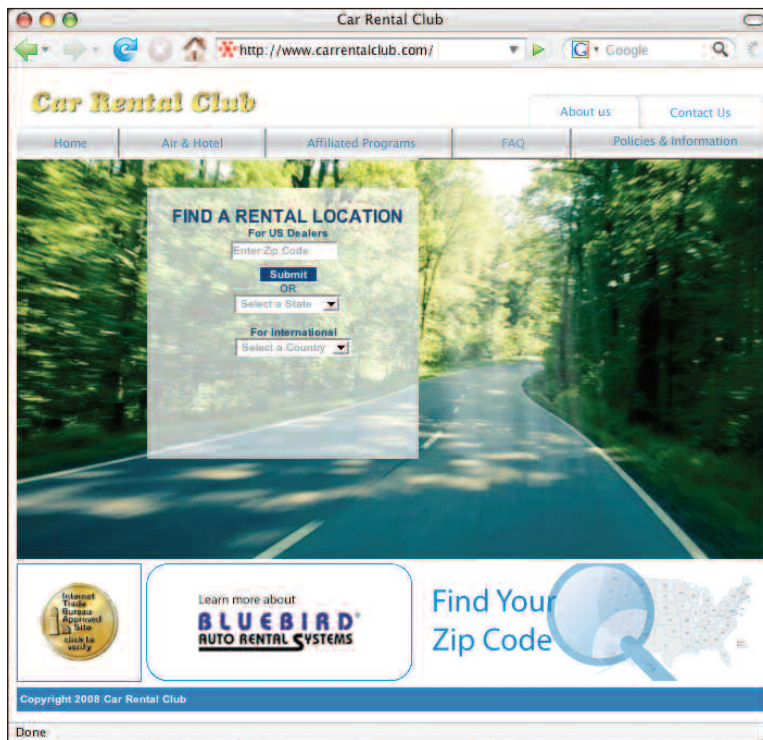 Car Rental Club
http://www.carrentalclub.com/
Google
Car Rental Club
About us
Contact Us
Home
Air & Hotel
Affiliated Programs
FAQ
Policies & Information
FIND A RENTAL LOCATION
For US Dealers
Enter Zip Code
Submit
OR
Select a State
For International
Select a Country
Internet
Trade
Bureau
Approved
Site
click to
verify
Learn more about
BLUEBIRD
AUTO RENTAL SYSTEMS
Find Your
Zip Code
Copyright 2008 Car Rental Club
Done